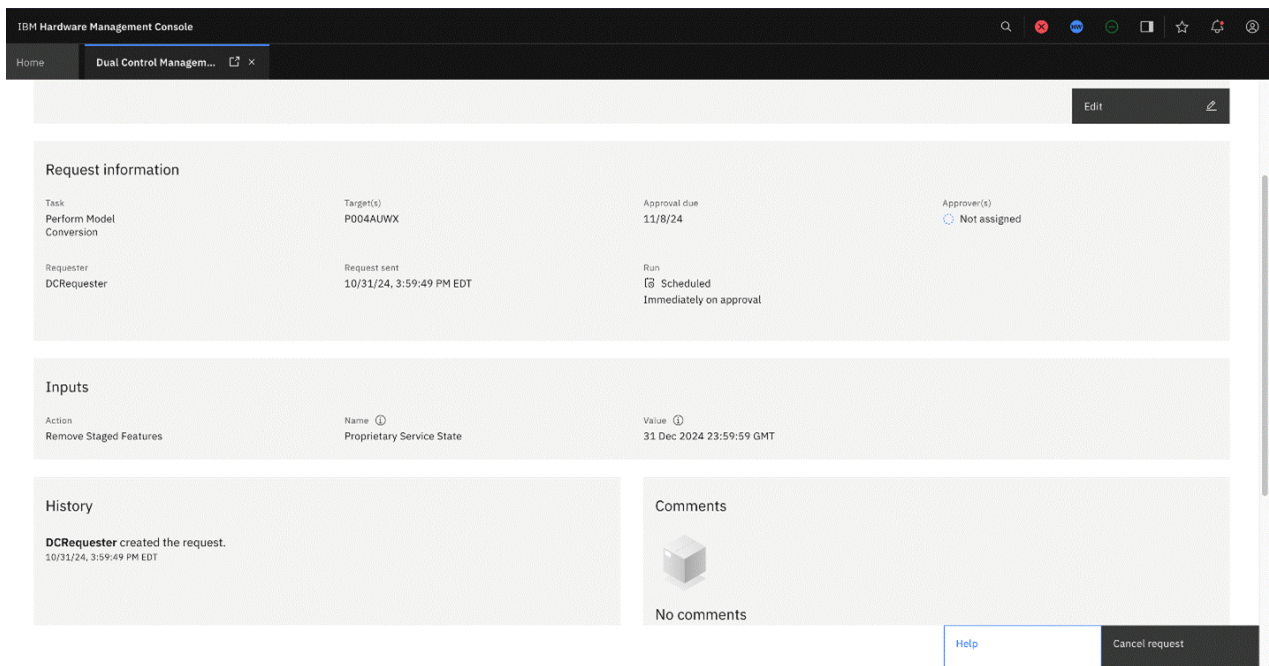 IBM Hardware Management Console
Home
Dual Control Managem...
Edit
Request information
Task
Perform Model
Conversion
Target(s)
P004AUWX
Approval due
11/8/24
Approver(s)
Not assigned
Requester
DCRequester
Request sent
10/31/24, 3:59:49 PM EDT
Run
Scheduled
Immediately on approval
Inputs
Action
Remove Staged Features
Name
Proprietary Service State
Value
31 Dec 2024 23:59:59 GMT
History
DCRequester created the request.
10/31/24, 3:59:49 PM EDT
Comments
No comments
Help
Cancel request